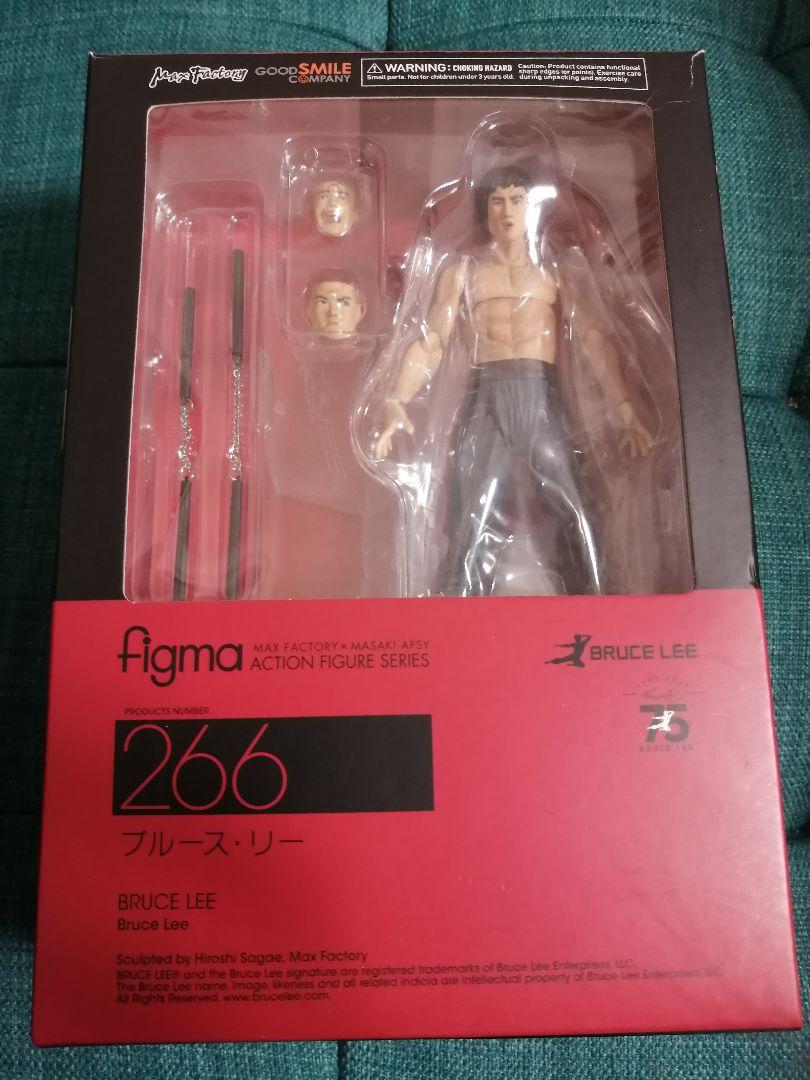 Max Factory
GOOD SMILE COMPANY
WARNING: CHOKING HAZARD
Small parts. Not for children under 3 years old.
Caution: Product contains functional
sharp edges (or points). Exercise care
during unpacking and assembly.
figma
MAX FACTORY × MASAKI APSY
ACTION FIGURE SERIES
BRUCE LEE
75
BRUCE LEE
PRODUCTS NUMBER
266
ブルース・リー
BRUCE LEE
Bruce Lee
Sculpted by Hiroshi Sagae, Max Factory
BRUCE LEE® and the Bruce Lee signature are registered trademarks of Bruce Lee Enterprises, LLC.
The Bruce Lee name, image, likeness and all related indicia are intellectual property of Bruce Lee Enterprises, LLC.
All Rights Reserved. www.brucelee.com.